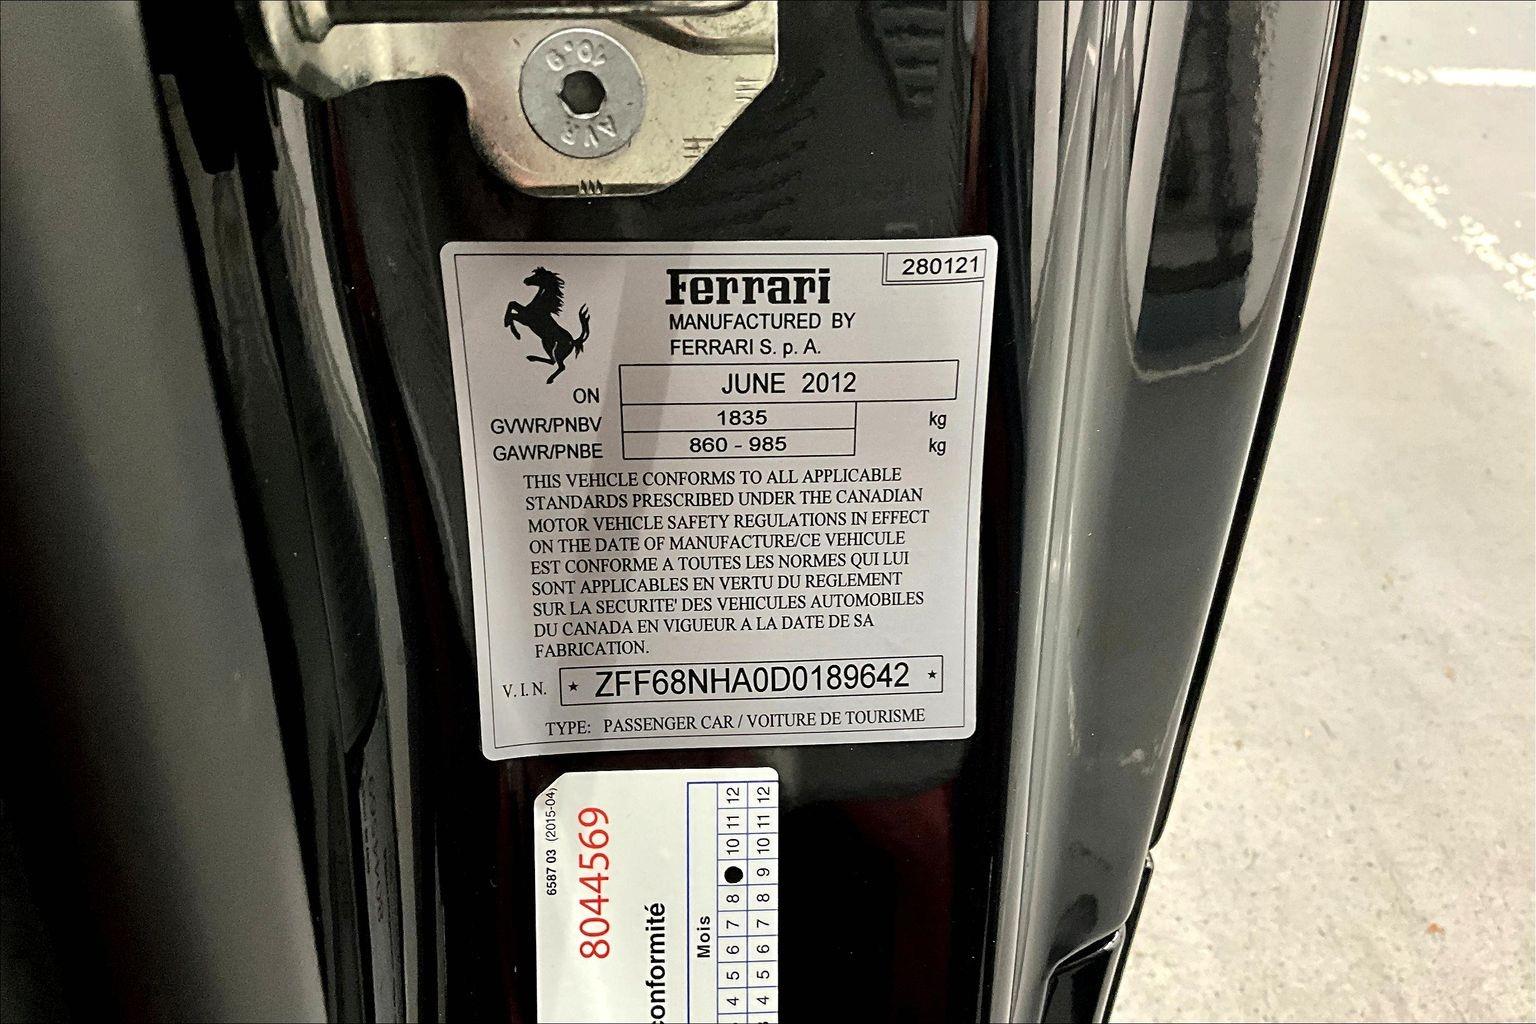 10.9
AVR
280121
Ferrari
MANUFACTURED BY
FERRARI S. p. A.
ON JUNE 2012
GVWR/PNBV 1835 kg
GAWR/PNBE 860 - 985 kg
THIS VEHICLE CONFORMS TO ALL APPLICABLE
STANDARDS PRESCRIBED UNDER THE CANADIAN
MOTOR VEHICLE SAFETY REGULATIONS IN EFFECT
ON THE DATE OF MANUFACTURE/CE VEHICULE
EST CONFORME A TOUTES LES NORMES QUI LUI
SONT APPLICABLES EN VERTU DU REGLEMENT
SUR LA SECURITE' DES VEHICULES AUTOMOBILES
DU CANADA EN VIGUEUR A LA DATE DE SA
FABRICATION.
V.I.N. ★ ZFF68NHA0D0189642 ★
TYPE: PASSENGER CAR / VOITURE DE TOURISME
6587 03 (2015-04)
8044569
conformité
Mois
4 5 6 7 8 10 11 12
4 5 6 7 8 9 10 11 12